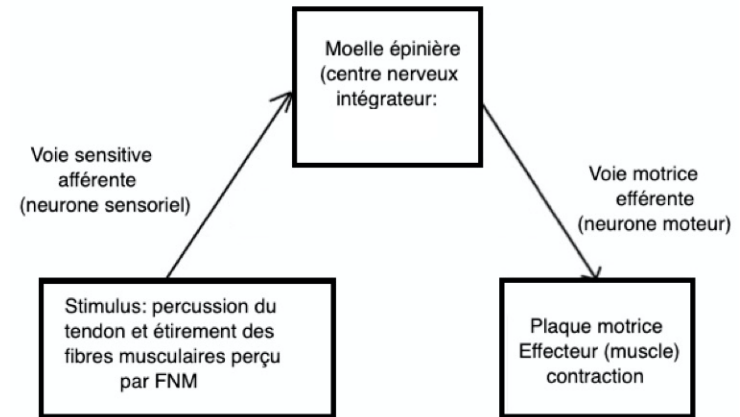 Moelle épinière
(centre nerveux
intégrateur:
Voie sensitive
afférente
(neurone sensoriel)
Voie motrice
efférente
(neurone moteur)
Stimulus: percussion du
tendon et étirement des
fibres musculaires perçu
par FNM
Plaque motrice
Effecteur (muscle)
contraction